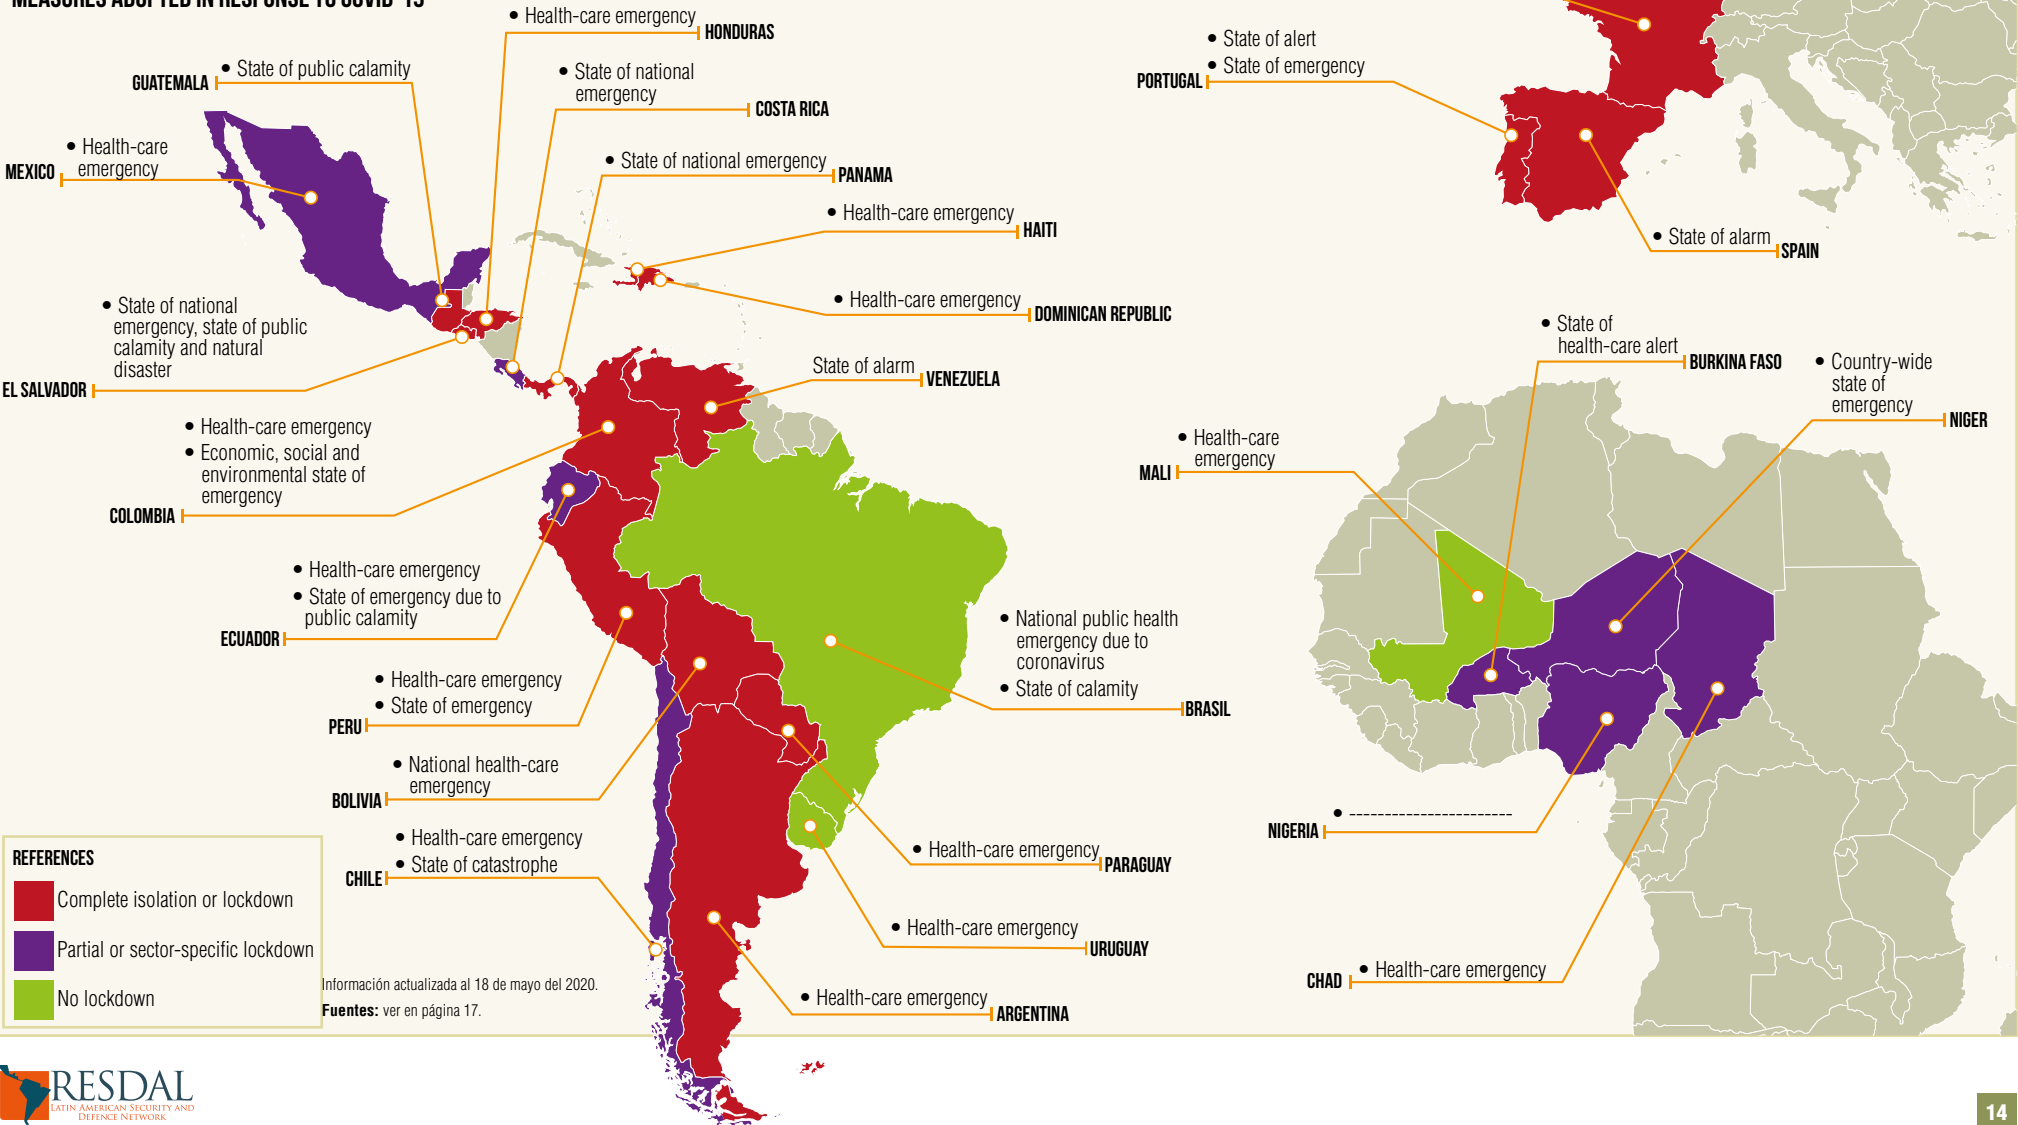 MEASURES ADOPTED IN RESPONSE TO COVID-19
• Health-care emergency
HONDURAS
• State of public calamity
GUATEMALA
• State of national
emergency
COSTA RICA
• Health-care
emergency
MEXICO
• State of national emergency
PANAMA
• Health-care emergency
HAITI
• Health-care emergency
DOMINICAN REPUBLIC
• State of national
emergency, state of public
calamity and natural
disaster
EL SALVADOR
State of alarm
VENEZUELA
• Health-care emergency
• Economic, social and
environmental state of
emergency
COLOMBIA
• Health-care emergency
• State of emergency due to
public calamity
ECUADOR
• Health-care emergency
• State of emergency
PERU
• National public health
emergency due to
coronavirus
• State of calamity
BRASIL
• National health-care
emergency
BOLIVIA
• Health-care emergency
• State of catastrophe
CHILE
• Health-care emergency
PARAGUAY
• Health-care emergency
URUGUAY
• Health-care emergency
ARGENTINA
• State of alert
• State of emergency
PORTUGAL
• State of alarm
SPAIN
• State of
health-care alert
BURKINA FASO
• Country-wide
state of
emergency
NIGER
• Health-care
emergency
MALI
• -----------------------
NIGERIA
• Health-care emergency
CHAD
REFERENCES
Complete isolation or lockdown
Partial or sector-specific lockdown
No lockdown
Información actualizada al 18 de mayo del 2020.
Fuentes: ver en página 17.
RESDAL
LATIN AMERICAN SECURITY AND
DEFENCE NETWORK
14